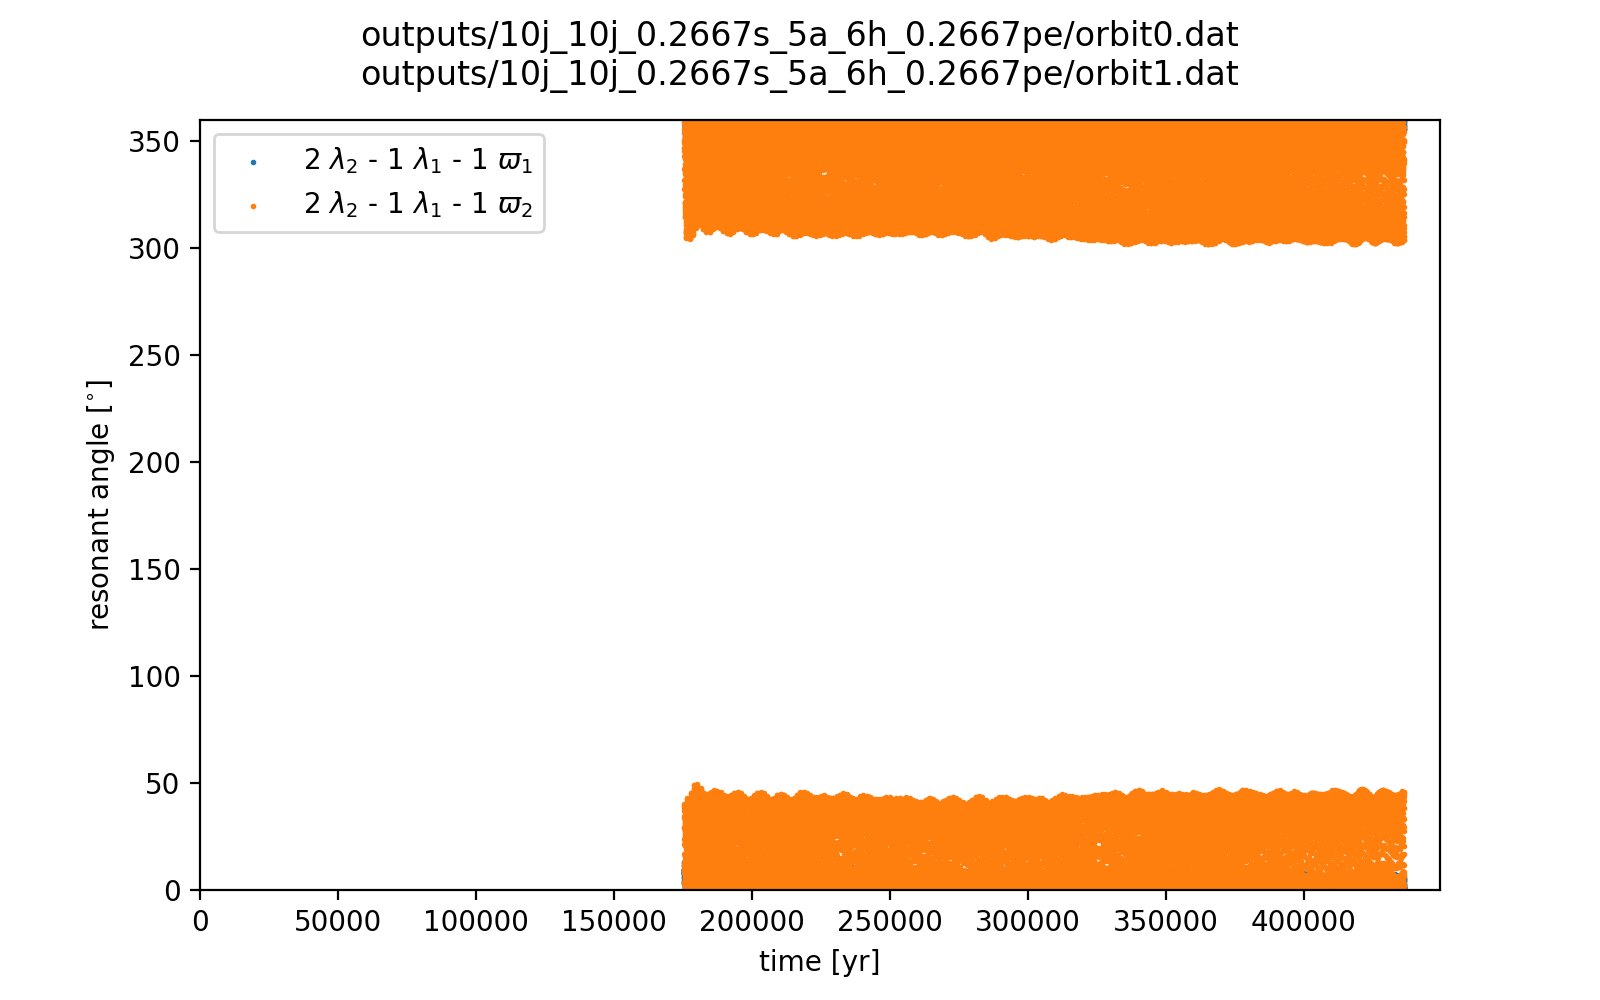 outputs/10j_10j_0.2667s_5a_6h_0.2667pe/orbit0.dat
outputs/10j_10j_0.2667s_5a_6h_0.2667pe/orbit1.dat
2 λ₂ - 1 λ₁ - 1 ϖ₁
2 λ₂ - 1 λ₁ - 1 ϖ₂
350
300
250
200
150
100
50
0
resonant angle [°]
0 50000 100000 150000 200000 250000 300000 350000 400000
time [yr]